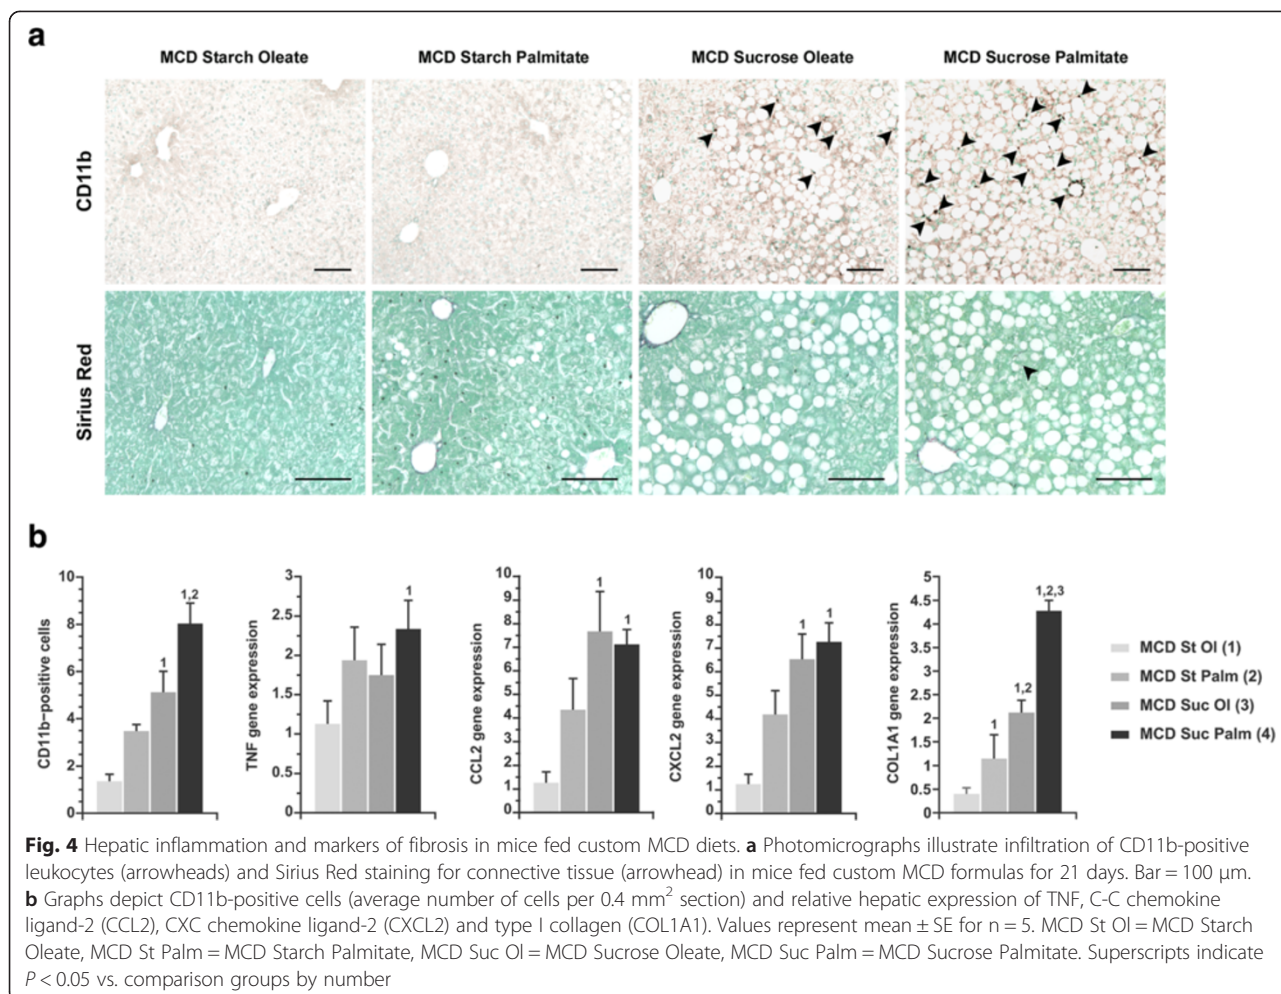 a
MCD Starch Oleate MCD Starch Palmitate MCD Sucrose Oleate MCD Sucrose Palmitate
CD11b
Sirius Red
b
CD11b-positive cells
10
8
6
4
2
0
1
1,2
TNF gene expression
3
2.5
2
1.5
1
0.5
0
1
CCL2 gene expression
10
9
8
7
6
5
4
3
2
1
0
1
1
CXCL2 gene expression
10
9
8
7
6
5
4
3
2
1
0
1
1
COL1A1 gene expression
5
4.5
4
3.5
3
2.5
2
1.5
1
0.5
0
1
1,2
1,2,3
MCD St Ol (1)
MCD St Palm (2)
MCD Suc Ol (3)
MCD Suc Palm (4)
Fig. 4 Hepatic inflammation and markers of fibrosis in mice fed custom MCD diets. a Photomicrographs illustrate infiltration of CD11b-positive
leukocytes (arrowheads) and Sirius Red staining for connective tissue (arrowhead) in mice fed custom MCD formulas for 21 days. Bar = 100 μm.
b Graphs depict CD11b-positive cells (average number of cells per 0.4 mm² section) and relative hepatic expression of TNF, C-C chemokine
ligand-2 (CCL2), CXC chemokine ligand-2 (CXCL2) and type I collagen (COL1A1). Values represent mean ± SE for n = 5. MCD St Ol = MCD Starch
Oleate, MCD St Palm = MCD Starch Palmitate, MCD Suc Ol = MCD Sucrose Oleate, MCD Suc Palm = MCD Sucrose Palmitate. Superscripts indicate
P < 0.05 vs. comparison groups by number